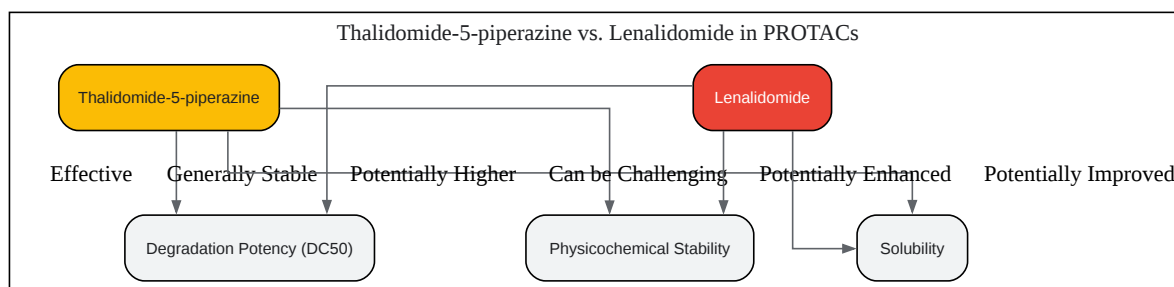 Thalidomide-5-piperazine vs. Lenalidomide in PROTACs
Thalidomide-5-piperazine
Lenalidomide
Effective
Generally Stable
Potentially Higher
Can be Challenging
Potentially Enhanced
Potentially Improved
Degradation Potency (DC50)
Physicochemical Stability
Solubility